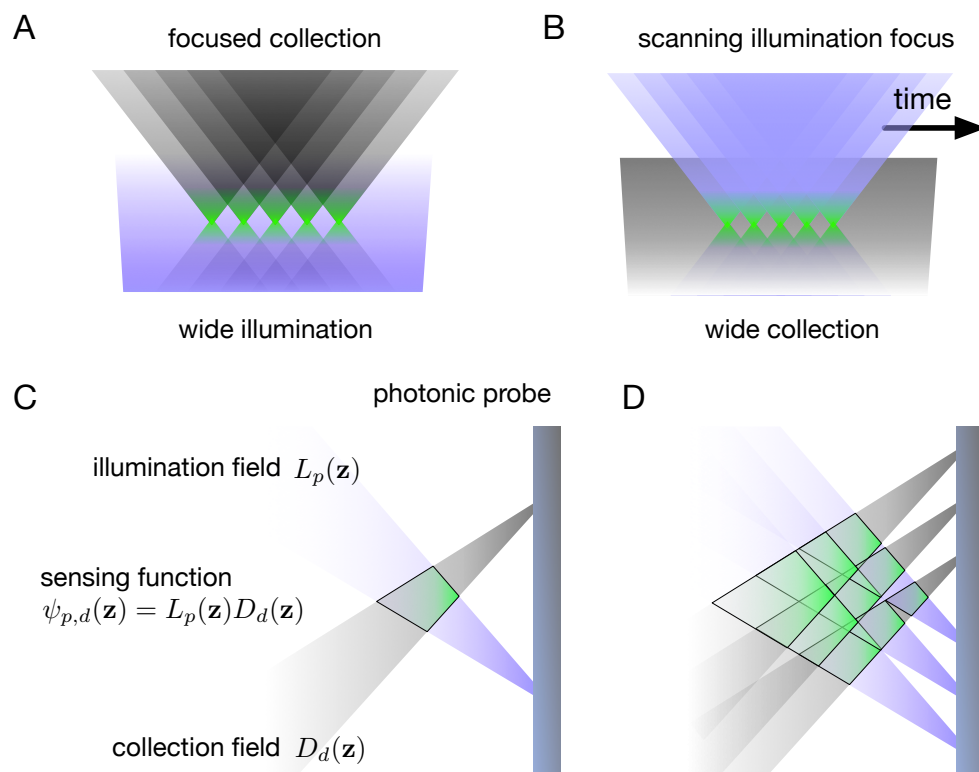 A
focused collection
wide illumination
B
scanning illumination focus
time
wide collection
C
photonic probe
illumination field L_p(z)
sensing function
ψ_{p,d}(z) = L_p(z)D_d(z)
collection field D_d(z)
D